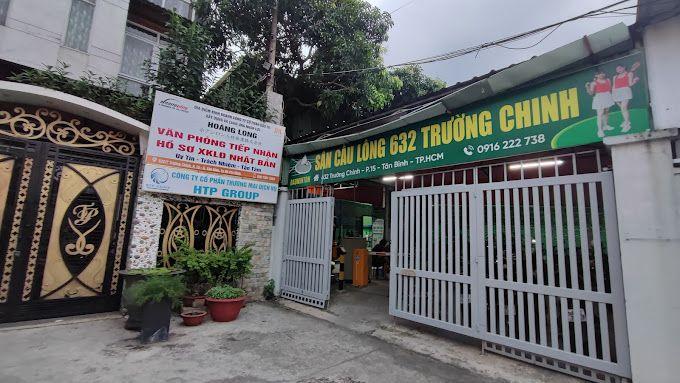 HOÀNG LONG
VĂN PHÒNG TIẾP NHẬN
HỒ SƠ XKLĐ NHẬT BẢN
Uy Tín - Trách Nhiệm - Tận Tâm
CÔNG TY CỔ PHẦN THƯƠNG MẠI DỊCH VỤ
HTP GROUP
SÂN CẦU LÔNG 632 TRƯỜNG CHINH
BADMINTON
632 Trường Chinh - P.15 - Tân Bình - TP.HCM
0916 222 738